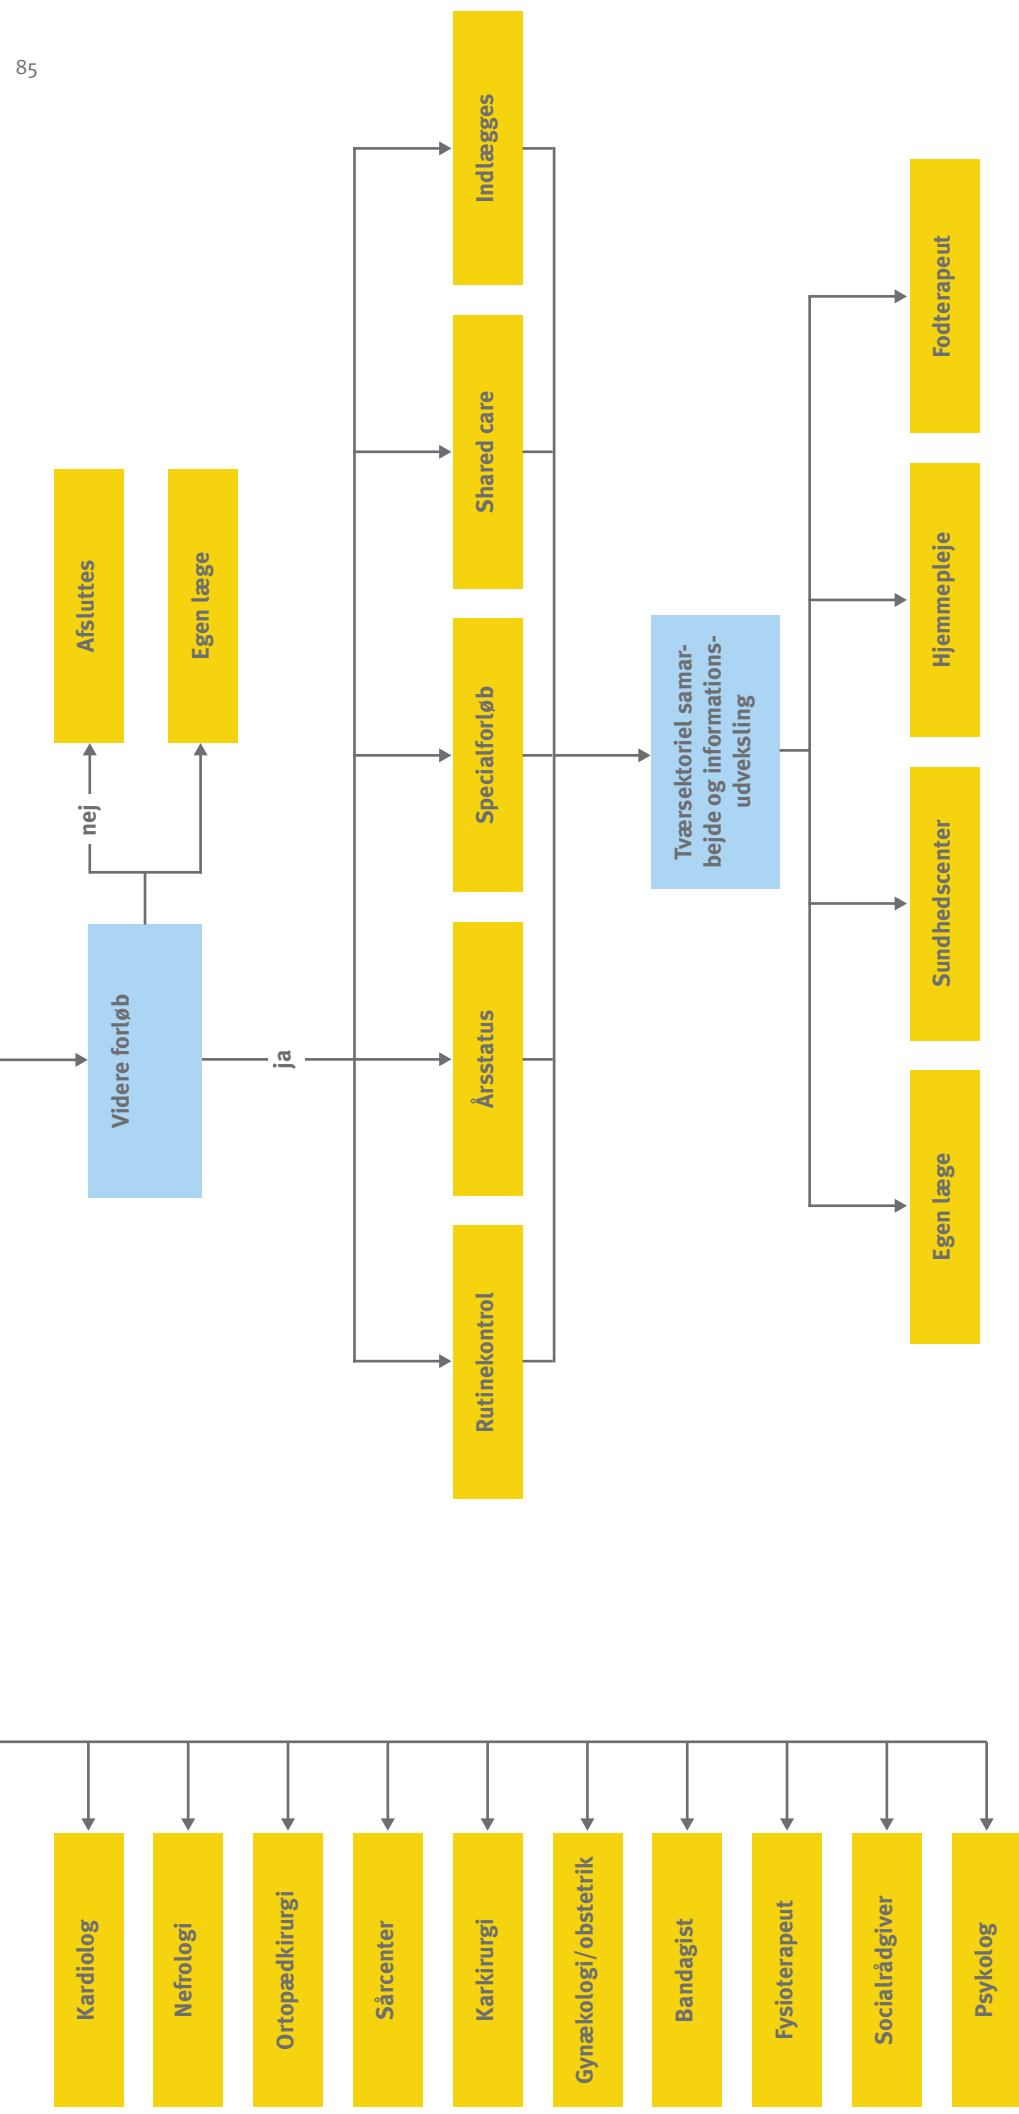 85
Videre forløb
nej
Afsluttes
Egen læge
ja
Rutinekontrol
Årsstatus
Specialforløb
Shared care
Indlægges
Tværsektoriel samar-
bejde og informations-
udveksling
Egen læge
Sundhedscenter
Hjemmepleje
Fodterapeut
Kardiolog
Nefrologi
Ortopædkirurgi
Sårcenter
Karkirurgi
Gynækologi/obstetrik
Bandagist
Fysioterapeut
Socialrådgiver
Psykolog